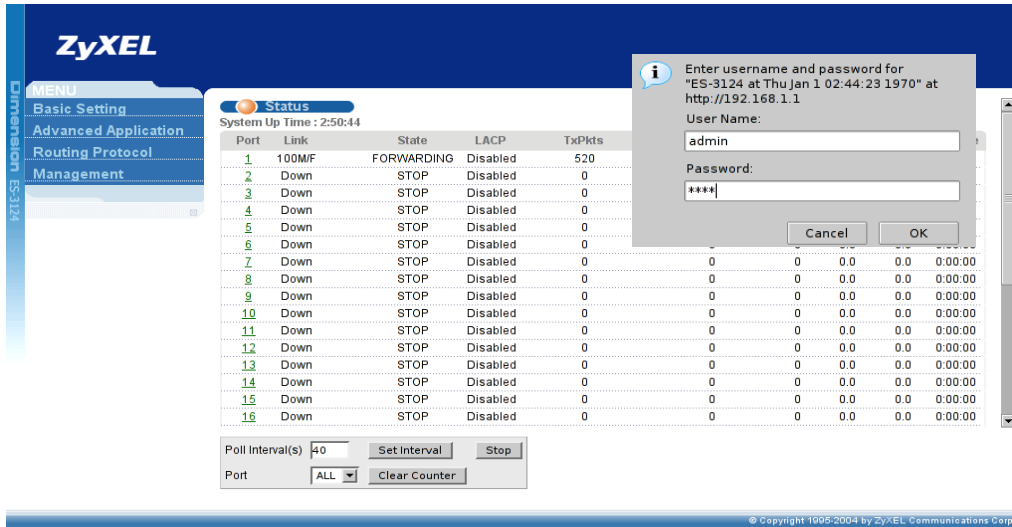 ZyXEL
Dimension ES-3124
MENU
Basic Setting
Advanced Application
Routing Protocol
Management
Status
System Up Time : 2:50:44
Port Link State LACP TxPkts
1 100M/F FORWARDING Disabled 520
2 Down STOP Disabled 0
3 Down STOP Disabled 0
4 Down STOP Disabled 0
5 Down STOP Disabled 0
6 Down STOP Disabled 0
7 Down STOP Disabled 0 0 0 0.0 0.0 0:00:00
8 Down STOP Disabled 0 0 0 0.0 0.0 0:00:00
9 Down STOP Disabled 0 0 0 0.0 0.0 0:00:00
10 Down STOP Disabled 0 0 0 0.0 0.0 0:00:00
11 Down STOP Disabled 0 0 0 0.0 0.0 0:00:00
12 Down STOP Disabled 0 0 0 0.0 0.0 0:00:00
13 Down STOP Disabled 0 0 0 0.0 0.0 0:00:00
14 Down STOP Disabled 0 0 0 0.0 0.0 0:00:00
15 Down STOP Disabled 0 0 0 0.0 0.0 0:00:00
16 Down STOP Disabled 0 0 0 0.0 0.0 0:00:00
Poll Interval(s) 40 Set Interval Stop
Port ALL Clear Counter
Enter username and password for
"ES-3124 at Thu Jan 1 02:44:23 1970" at
http://192.168.1.1
User Name:
admin
Password:
****
Cancel OK
© Copyright 1995-2004 by ZyXEL Communications Corp